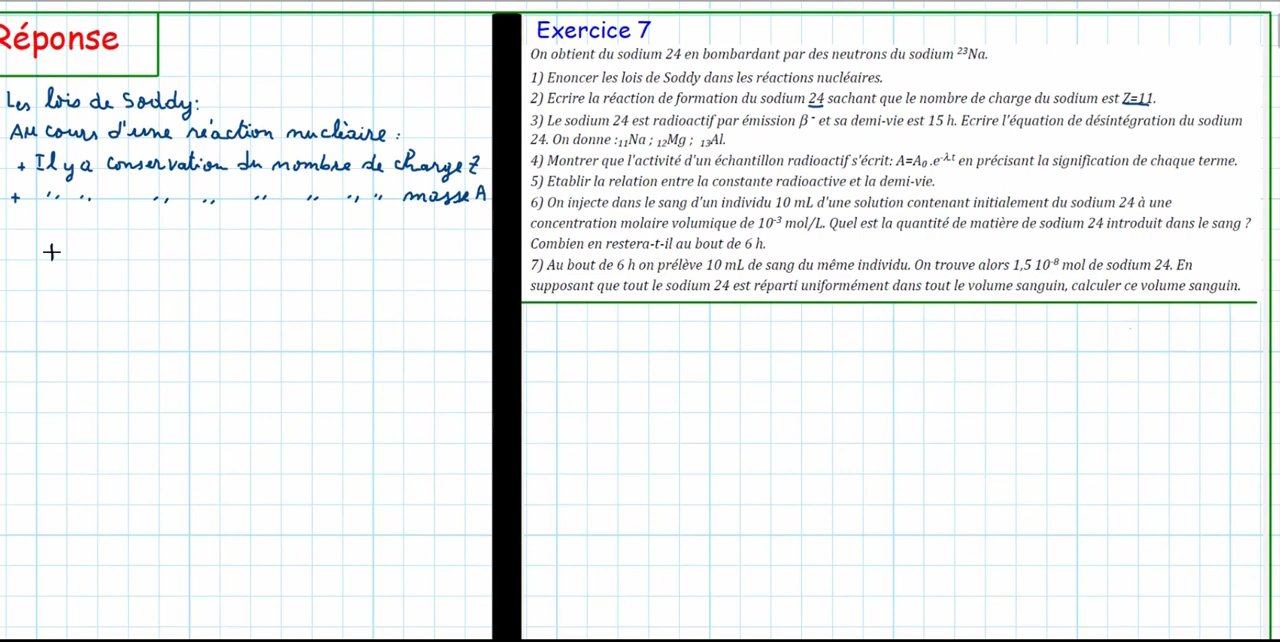 Réponse
Les lois de Soddy:
Au cours d'une réaction nucléaire :
+ Il y a conservation du nombre de charge Z
+ " " " " " " " " masse A
+
Exercice 7
On obtient du sodium 24 en bombardant par des neutrons du sodium ²³Na.
1) Enoncer les lois de Soddy dans les réactions nucléaires.
2) Ecrire la réaction de formation du sodium 24 sachant que le nombre de charge du sodium est Z=11.
3) Le sodium 24 est radioactif par émission β⁻ et sa demi-vie est 15 h. Ecrire l'équation de désintégration du sodium
24. On donne :₁₁Na ; ₁₂Mg ; ₁₃Al.
4) Montrer que l'activité d'un échantillon radioactif s'écrit: A=A₀.e^-λ.t en précisant la signification de chaque terme.
5) Etablir la relation entre la constante radioactive et la demi-vie.
6) On injecte dans le sang d'un individu 10 mL d'une solution contenant initialement du sodium 24 à une
concentration molaire volumique de 10⁻³ mol/L. Quel est la quantité de matière de sodium 24 introduit dans le sang ?
Combien en restera-t-il au bout de 6 h.
7) Au bout de 6 h on prélève 10 mL de sang du même individu. On trouve alors 1,5 10⁻⁸ mol de sodium 24. En
supposant que tout le sodium 24 est réparti uniformément dans tout le volume sanguin, calculer ce volume sanguin.